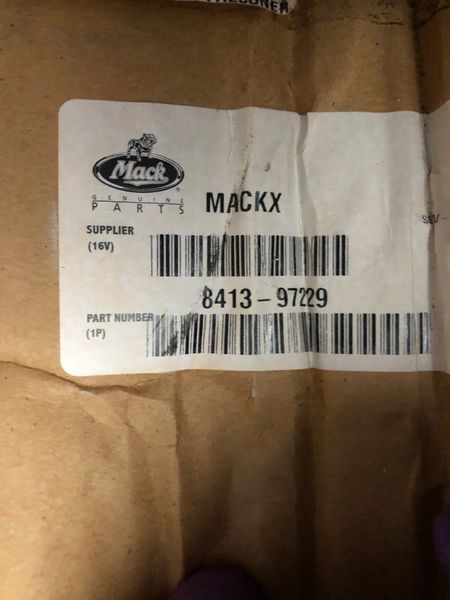 Mack
GENUINE
PARTS
MACKX
SUPPLIER
(16V)
8413-97229
PART NUMBER
(1P)